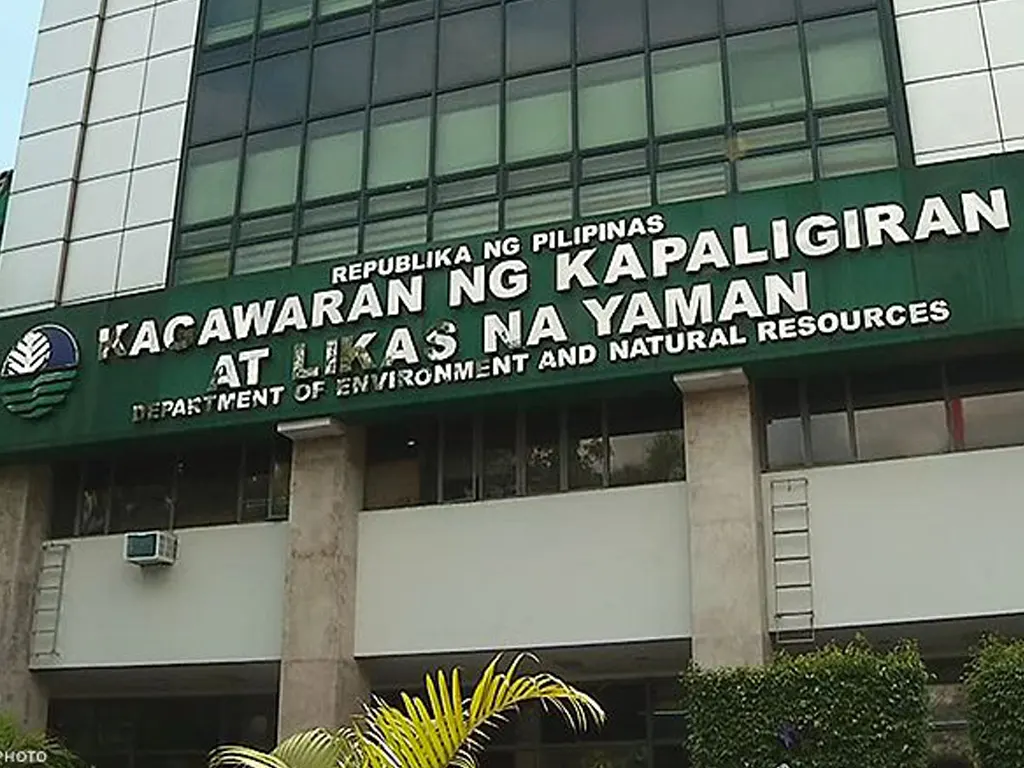 REPUBLIKA NG PILIPINAS
KAGAWARAN NG KAPALIGIRAN
AT LIKAS NA YAMAN
DEPARTMENT OF ENVIRONMENT AND NATURAL RESOURCES
PHOTO